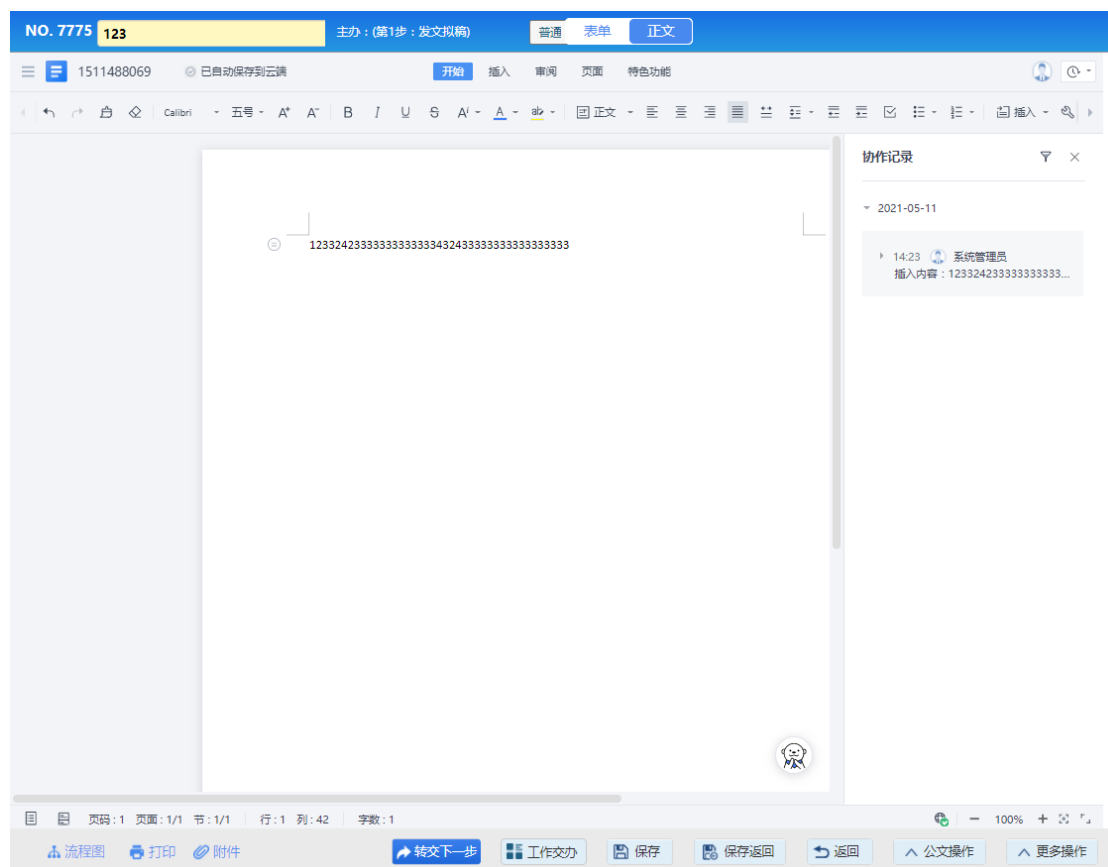 NO. 7775 123 主办：(第1步：发文拟稿) 普通 表单 正文
1511488069 已自动保存到云端 开始 插入 审阅 页面 特色功能
Calibri 五号 A⁺ A⁻ B I U S A A ab 正文 插入
协作记录
2021-05-11
14:23 系统管理员
插入内容：123324233333333333...
页码：1 页面：1/1 节：1/1 行：1 列：42 字数：1 100%
流程图 打印 附件 转交下一步 工作交办 保存 保存返回 返回 公文操作 更多操作